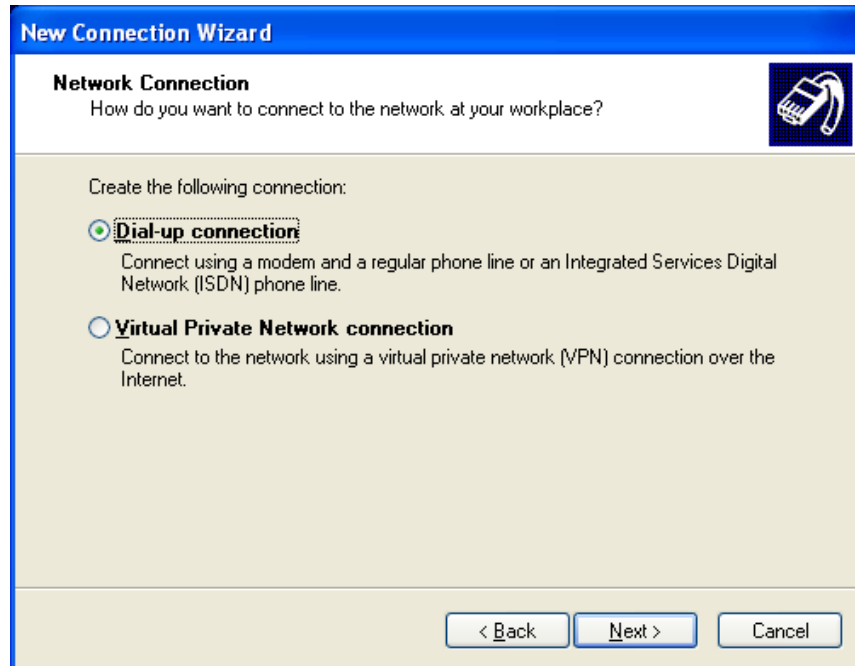 New Connection Wizard
Network Connection
How do you want to connect to the network at your workplace?
Create the following connection:
Dial-up connection
Connect using a modem and a regular phone line or an Integrated Services Digital
Network (ISDN) phone line.
Virtual Private Network connection
Connect to the network using a virtual private network (VPN) connection over the
Internet.
< Back Next > Cancel